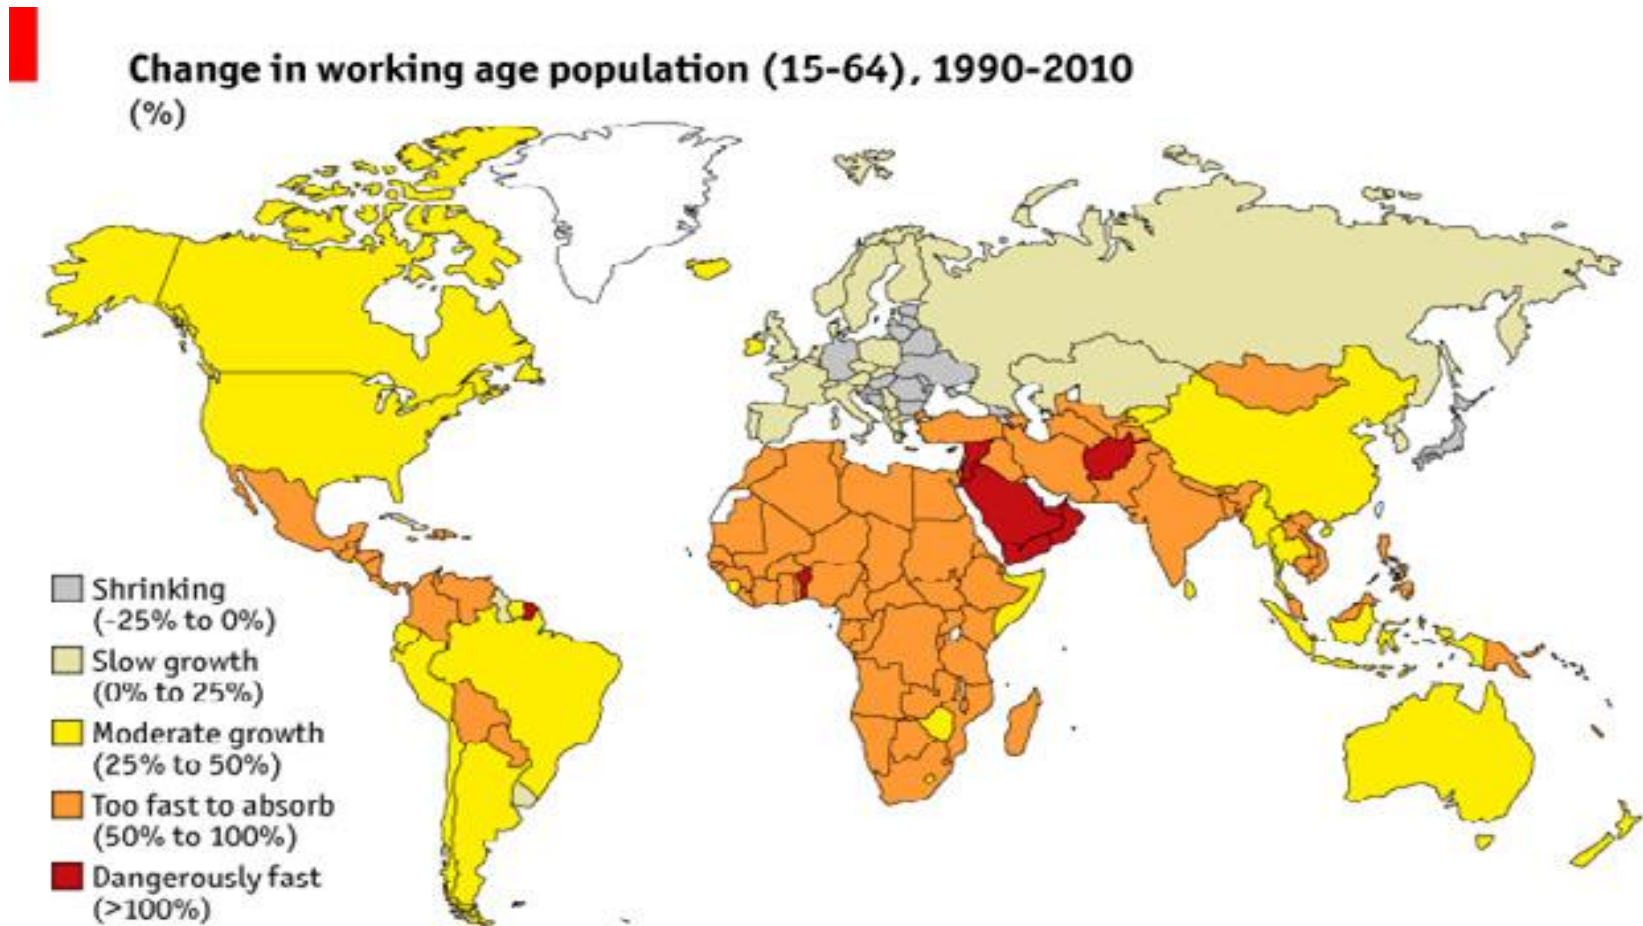 Change in working age population (15-64), 1990-2010
(%)
Shrinking
(-25% to 0%)
Slow growth
(0% to 25%)
Moderate growth
(25% to 50%)
Too fast to absorb
(50% to 100%)
Dangerously fast
(>100%)